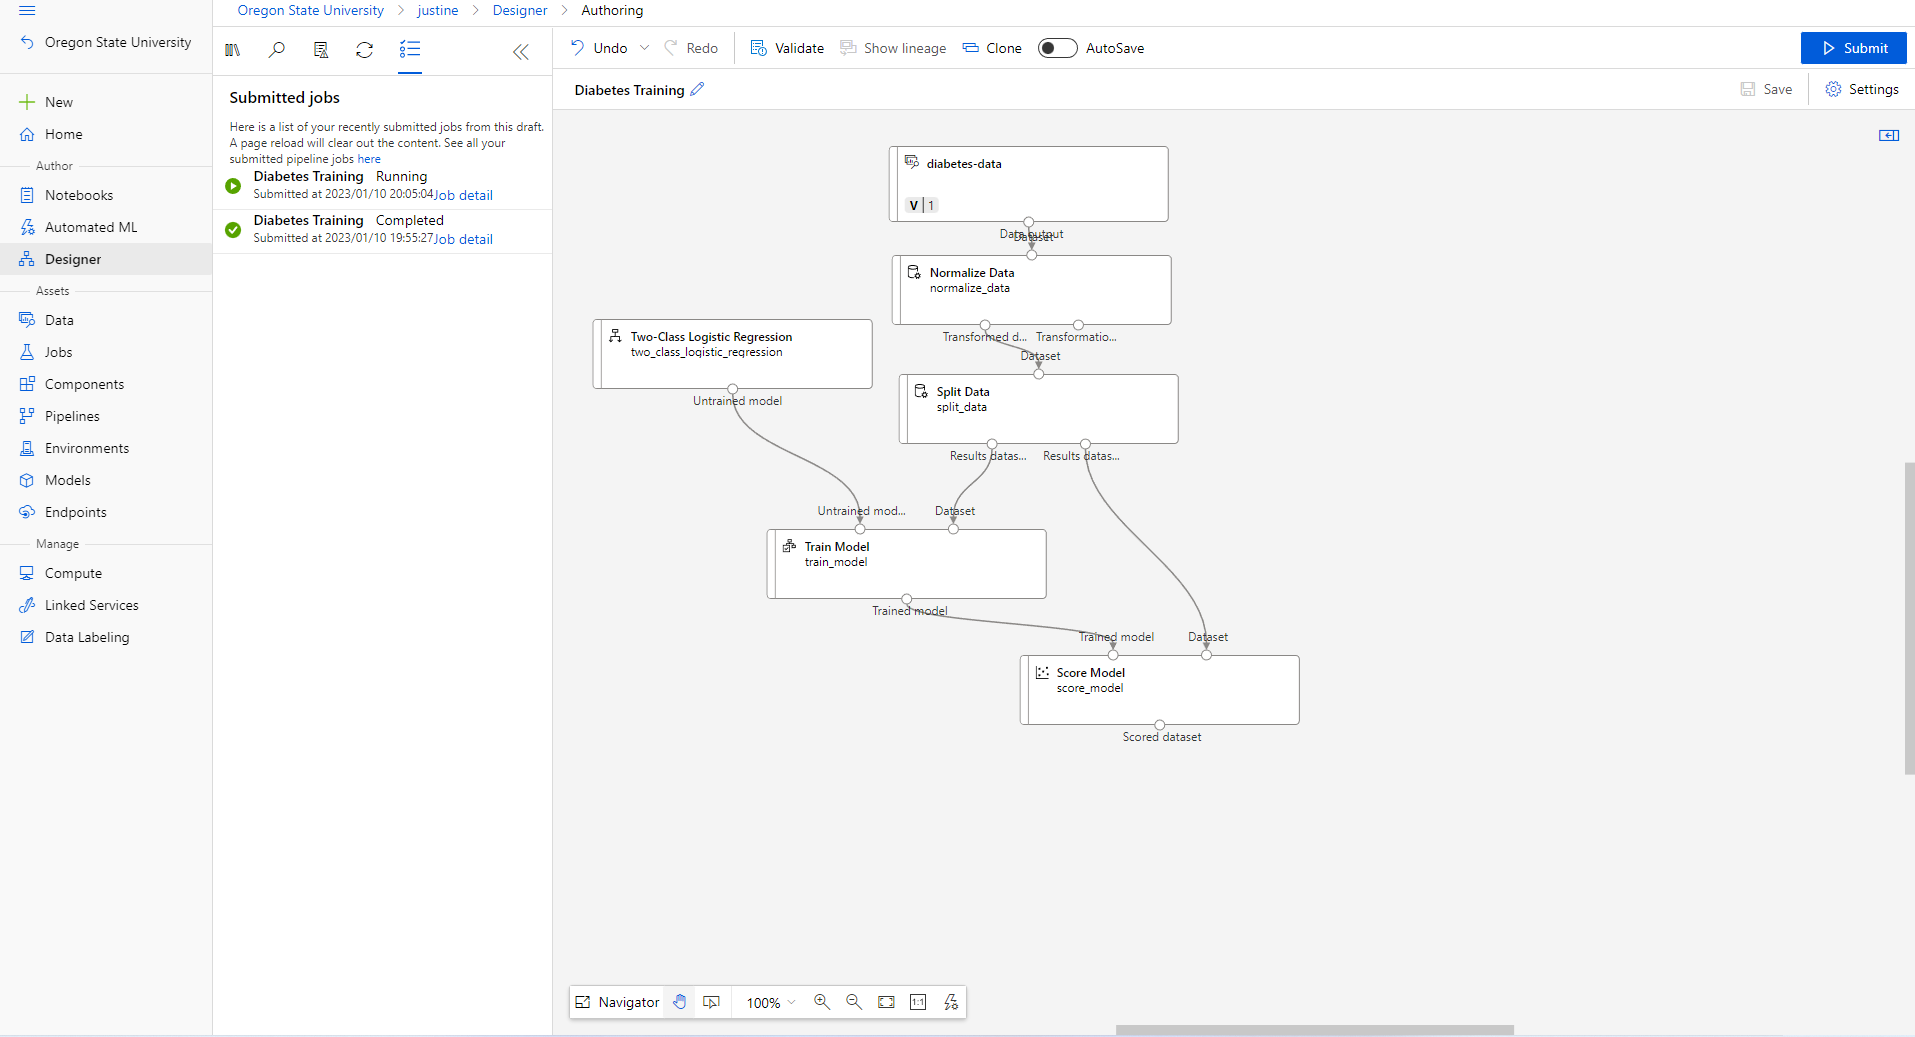 Oregon State University > justine > Designer > Authoring
Oregon State University
New
Home
Author
Notebooks
Automated ML
Designer
Assets
Data
Jobs
Components
Pipelines
Environments
Models
Endpoints
Manage
Compute
Linked Services
Data Labeling
Submitted jobs
Here is a list of your recently submitted jobs from this draft.
A page reload will clear out the content. See all your
submitted pipeline jobs here
Diabetes Training Running
Submitted at 2023/01/10 20:05:04 Job detail
Diabetes Training Completed
Submitted at 2023/01/10 19:55:27 Job detail
Undo Redo Validate Show lineage Clone AutoSave Submit
Diabetes Training Save Settings
diabetes-data
V | 1
Data output
Dataset
Normalize Data
normalize_data
Transformed d... Transformatio...
Dataset
Two-Class Logistic Regression
two_class_logistic_regression
Untrained model
Split Data
split_data
Results datas... Results datas...
Untrained mod... Dataset
Train Model
train_model
Trained model
Trained model Dataset
Score Model
score_model
Scored dataset
Navigator 100% 1:1